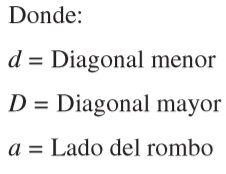 Donde:
d = Diagonal menor
D = Diagonal mayor
a = Lado del rombo